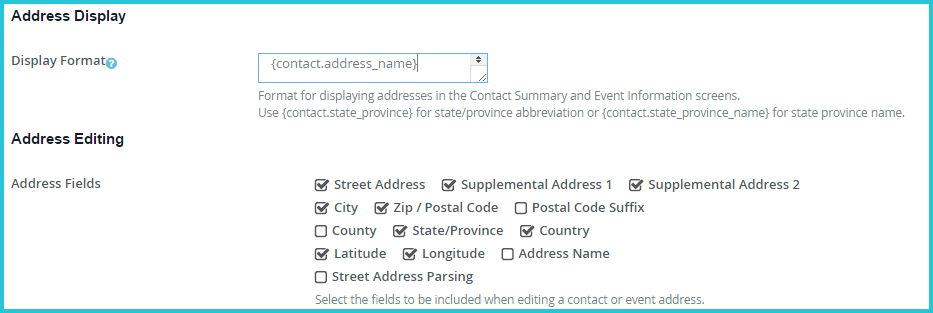 Address Display
Display Format
{contact.address_name}
Format for displaying addresses in the Contact Summary and Event Information screens.
Use {contact.state_province} for state/province abbreviation or {contact.state_province_name} for state province name.
Address Editing
Address Fields
Street Address Supplemental Address 1 Supplemental Address 2
City Zip / Postal Code Postal Code Suffix
County State/Province Country
Latitude Longitude Address Name
Street Address Parsing
Select the fields to be included when editing a contact or event address.